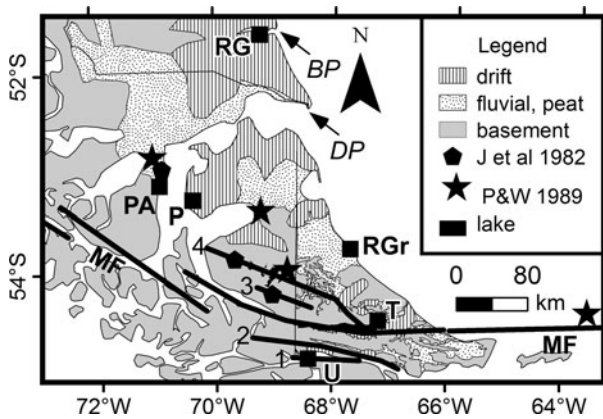 RG
BP
DP
N
52°S
PA
P
RGr
4
3
54°S
MF
T
2
1
U
MF
72°W
70°W
68°W
66°W
64°W
Legend
drift
fluvial, peat
basement
J et al 1982
P&W 1989
lake
0 80
km